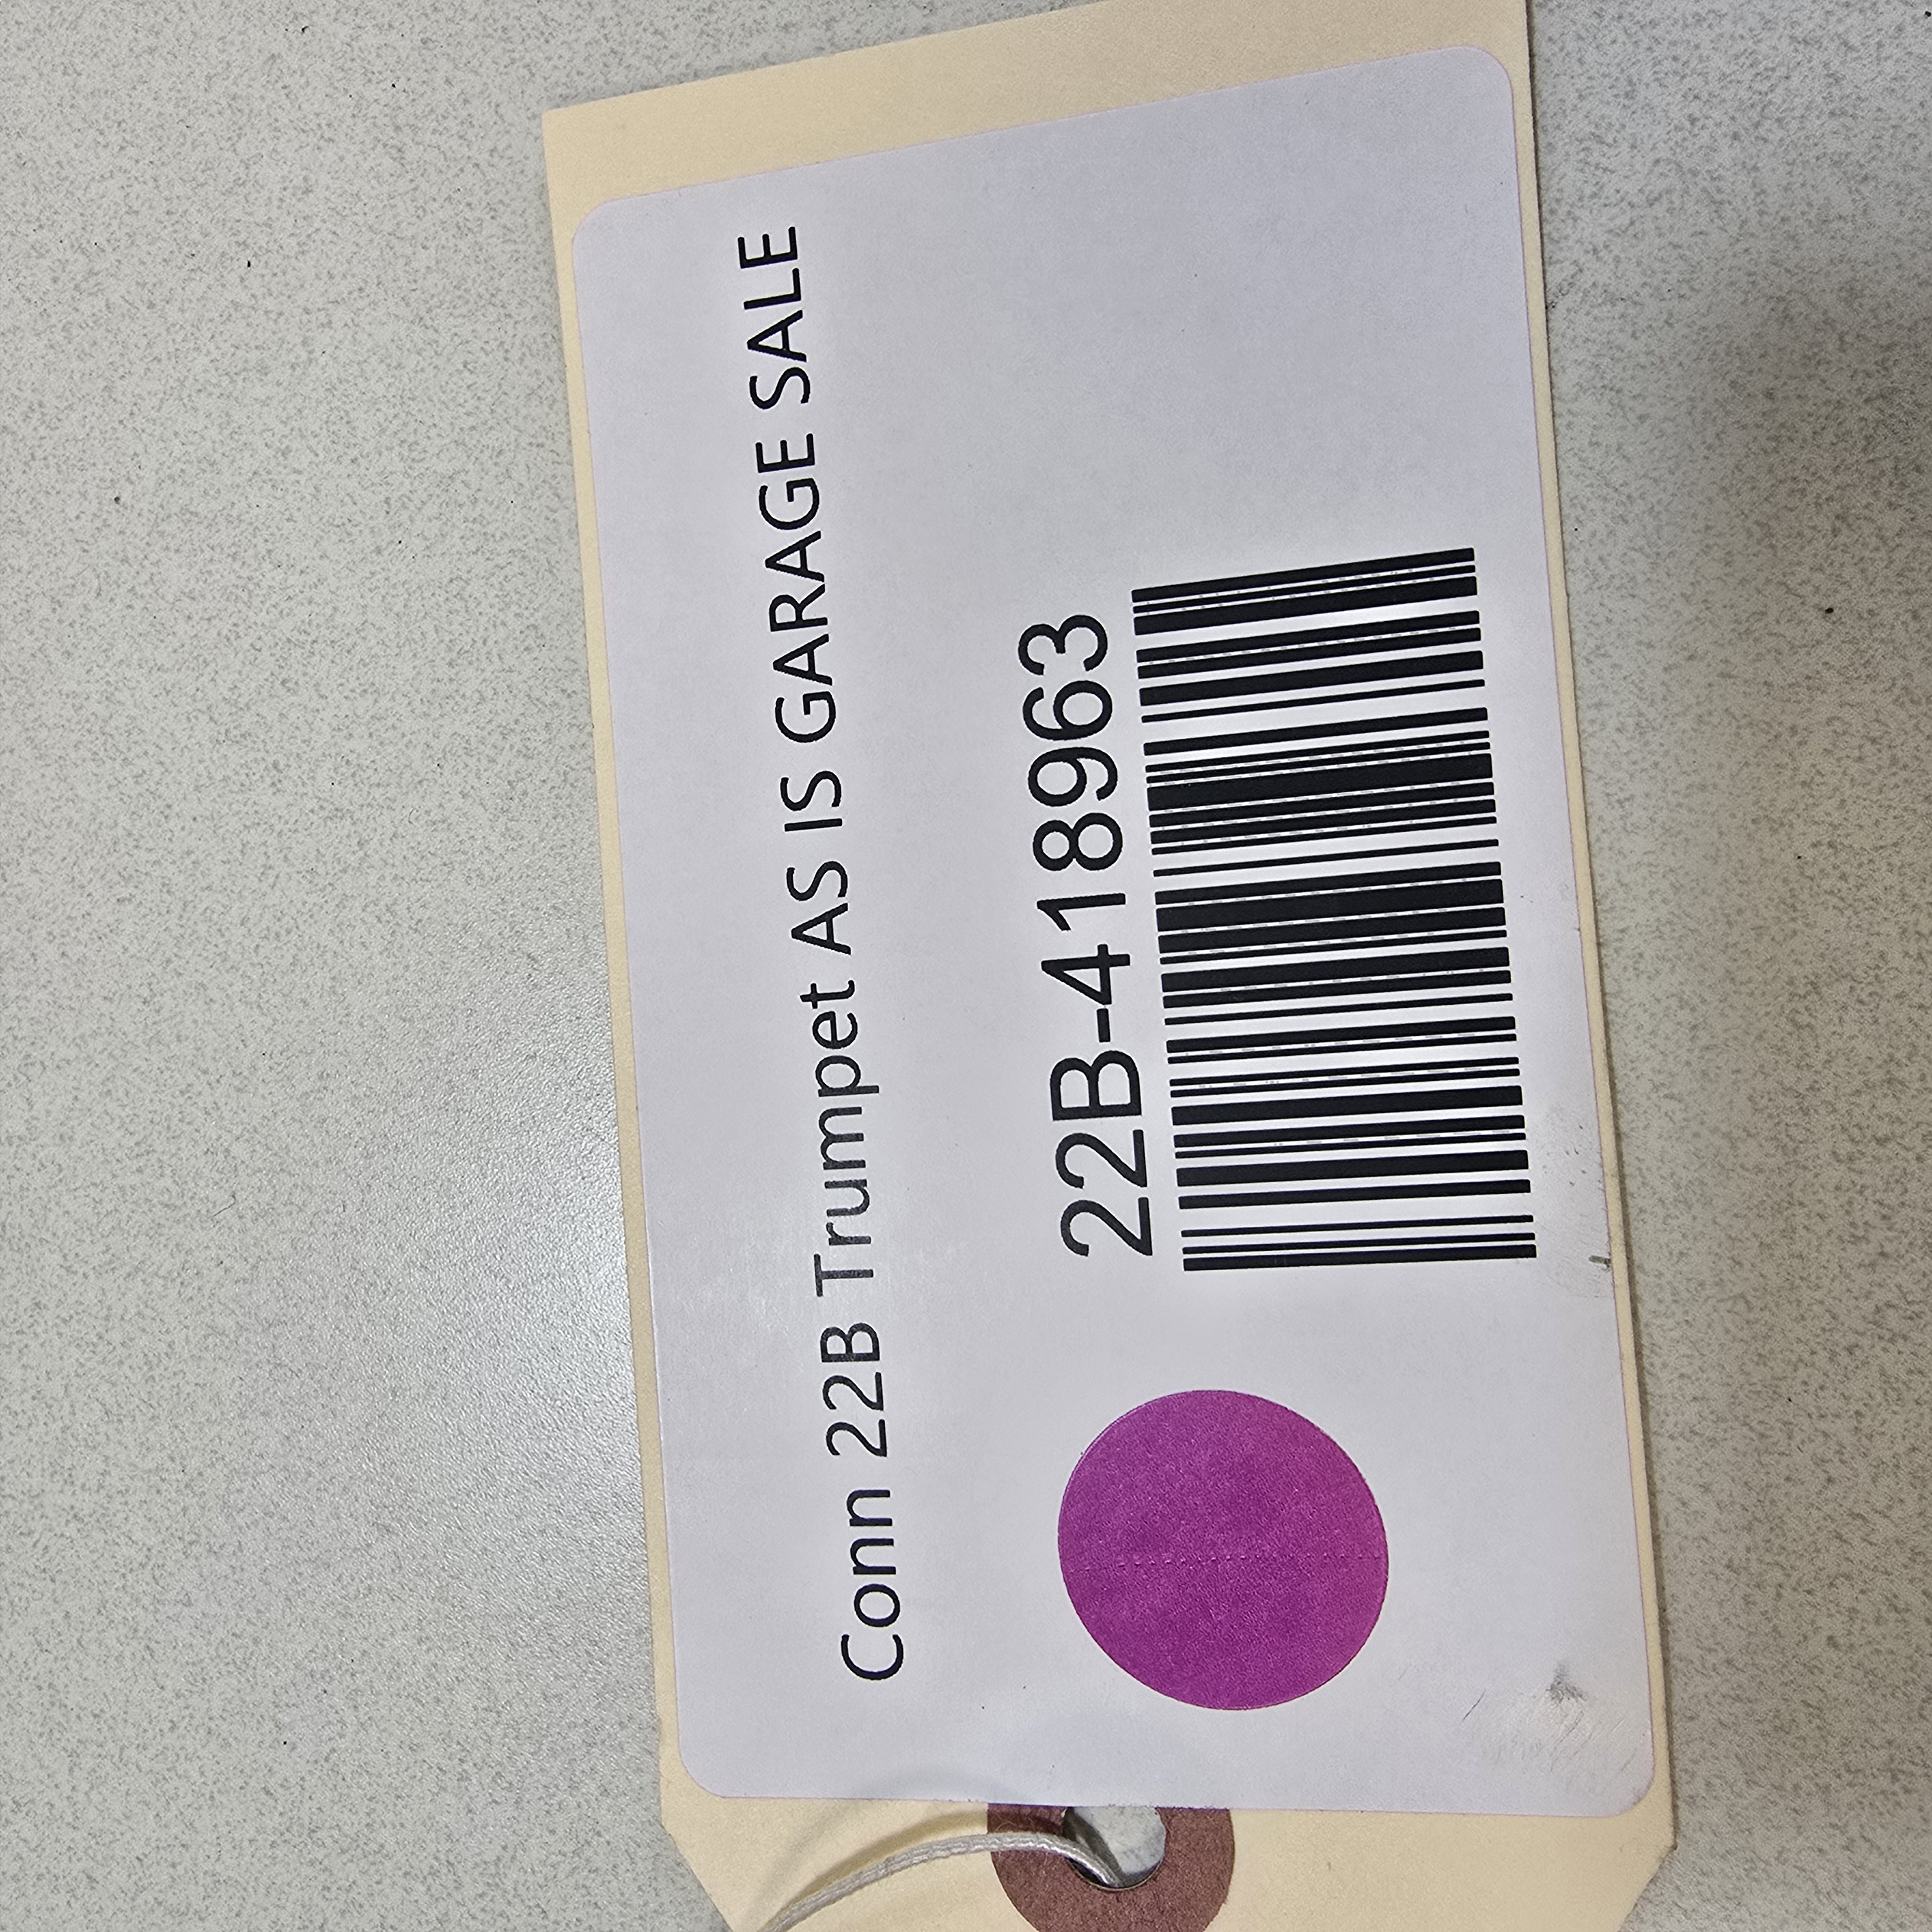 Conn 22B Trumpet AS IS GARAGE SALE
22B-418963